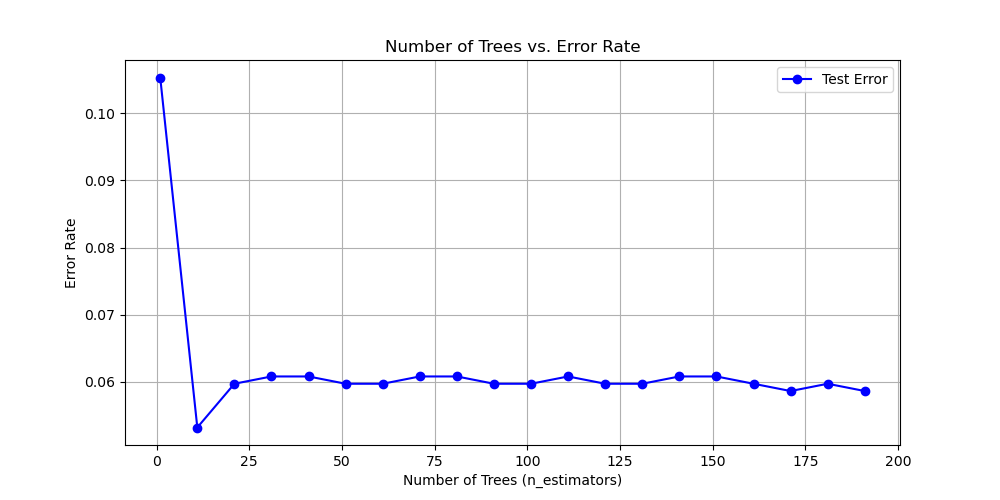 Number of Trees vs. Error Rate
Test Error
0.10
0.09
0.08
0.07
0.06
Error Rate
0 25 50 75 100 125 150 175 200
Number of Trees (n_estimators)